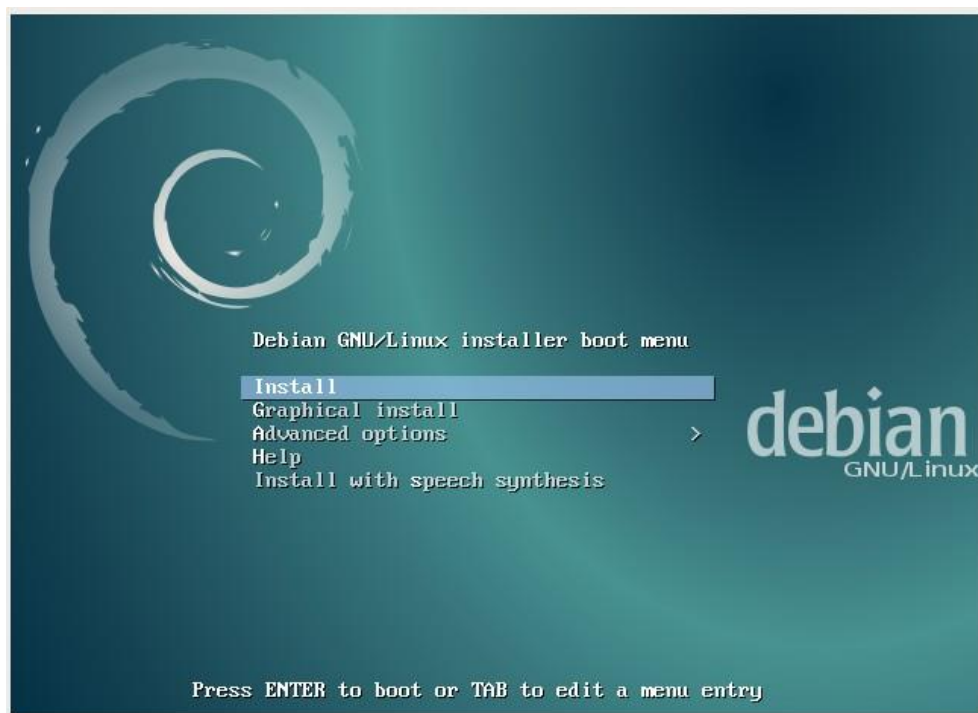 Debian GNU/Linux installer boot menu
Install
Graphical install
Advanced options >
Help
Install with speech synthesis
debian
GNU/Linux
Press ENTER to boot or TAB to edit a menu entry